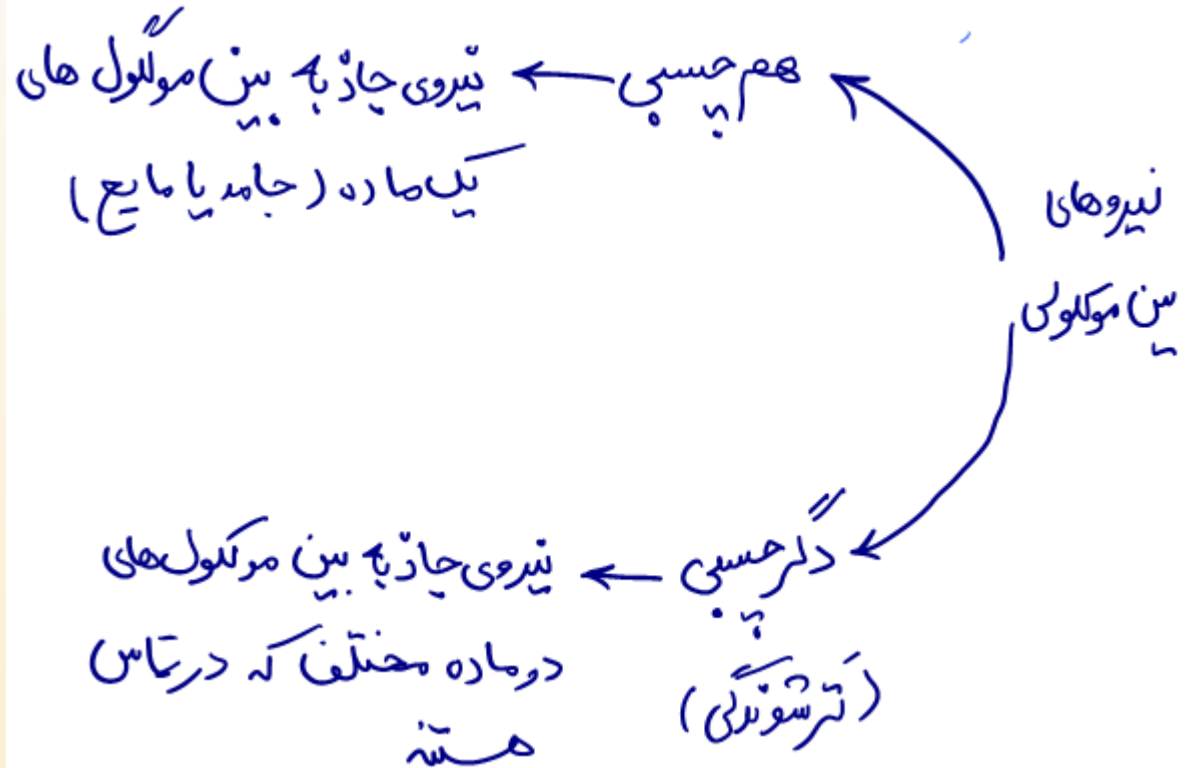 نیروهای
بین مولکولی
هم‌چسبی ← نیروی جاذبه بین مولکول های
یک ماده (جامد یا مایع)
دگرچسبی ← نیروی جاذبه بین مولکول‌های
(ترشوندگی)
دو ماده مختلف که در تماس
هستند